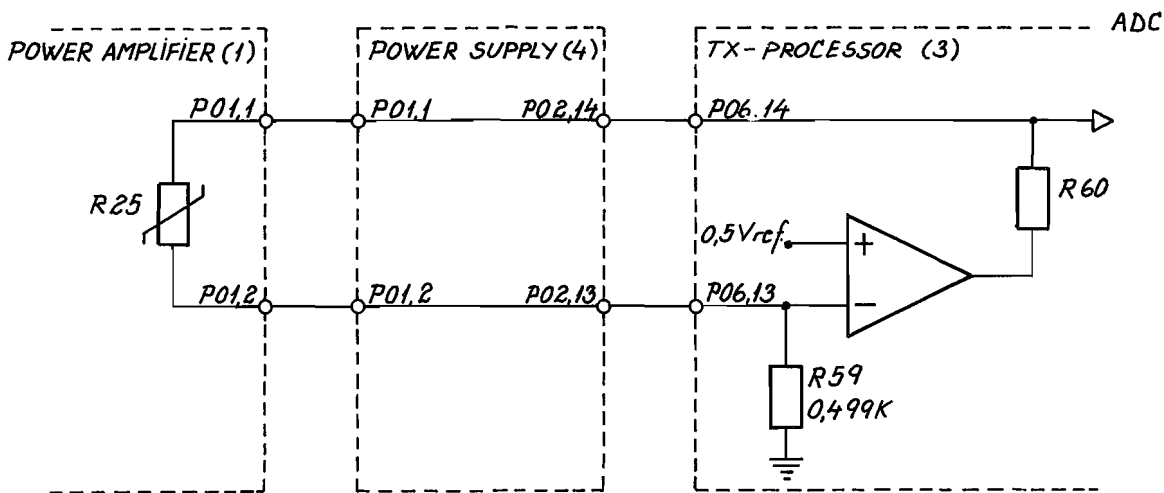 ADC
POWER AMPLIFIER (1)
POWER SUPPLY (4)
TX-PROCESSOR (3)
P01,1
P01,1
P02,14
P06.14
R25
R60
0,5Vref.
+
P01,2
P01,2
P02,13
P06,13
−
R59
0,499K